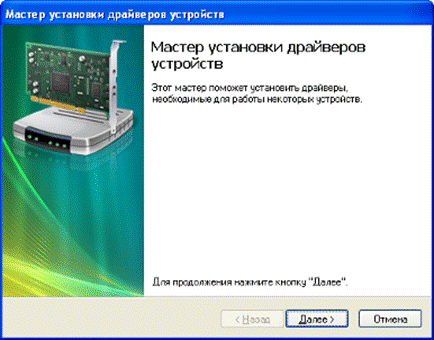 Мастер установки драйверов устройств
Мастер установки драйверов
устройств
Этот мастер поможет установить драйверы,
необходимые для работы некоторых устройств.
Для продолжения нажмите кнопку "Далее".
< Назад
Далее >
Отмена